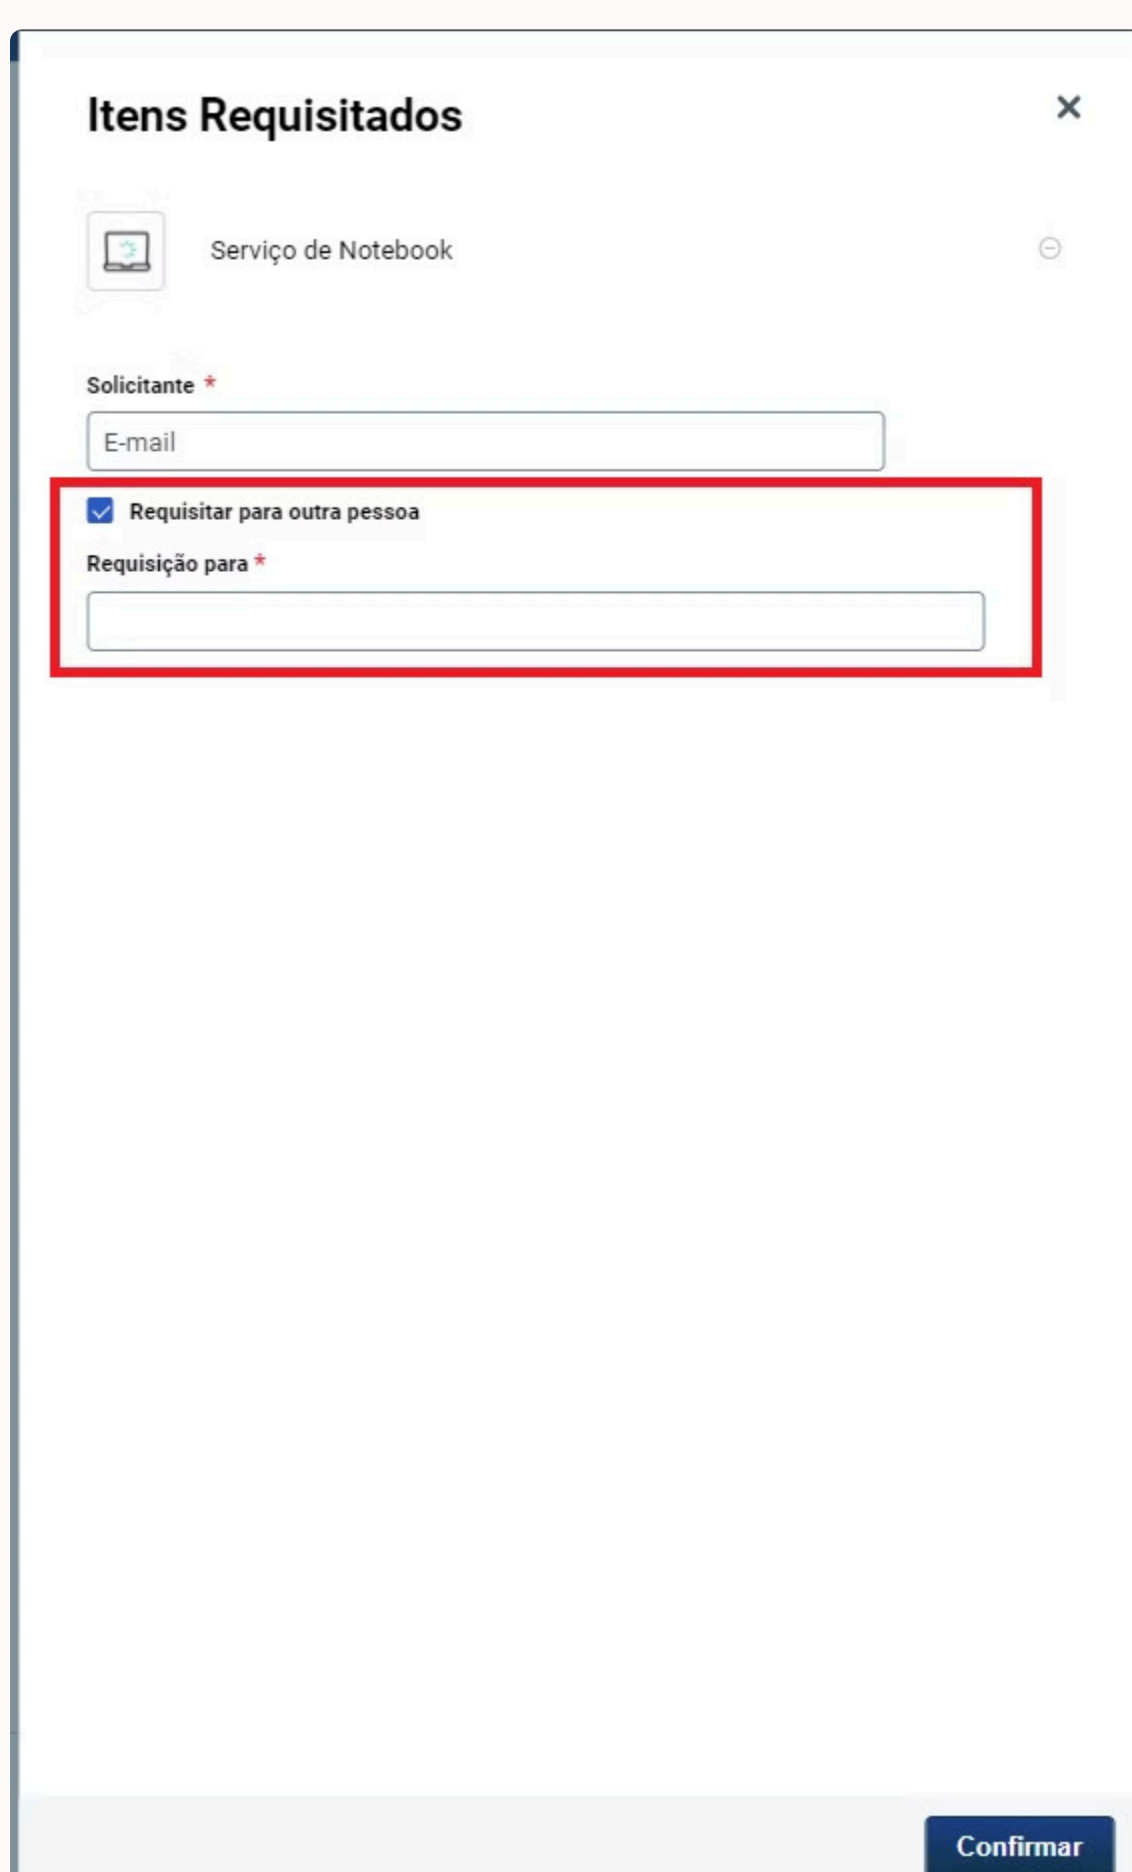 Itens Requisitados
Serviço de Notebook
Solicitante *
E-mail
Requisitar para outra pessoa
Requisição para *
Confirmar